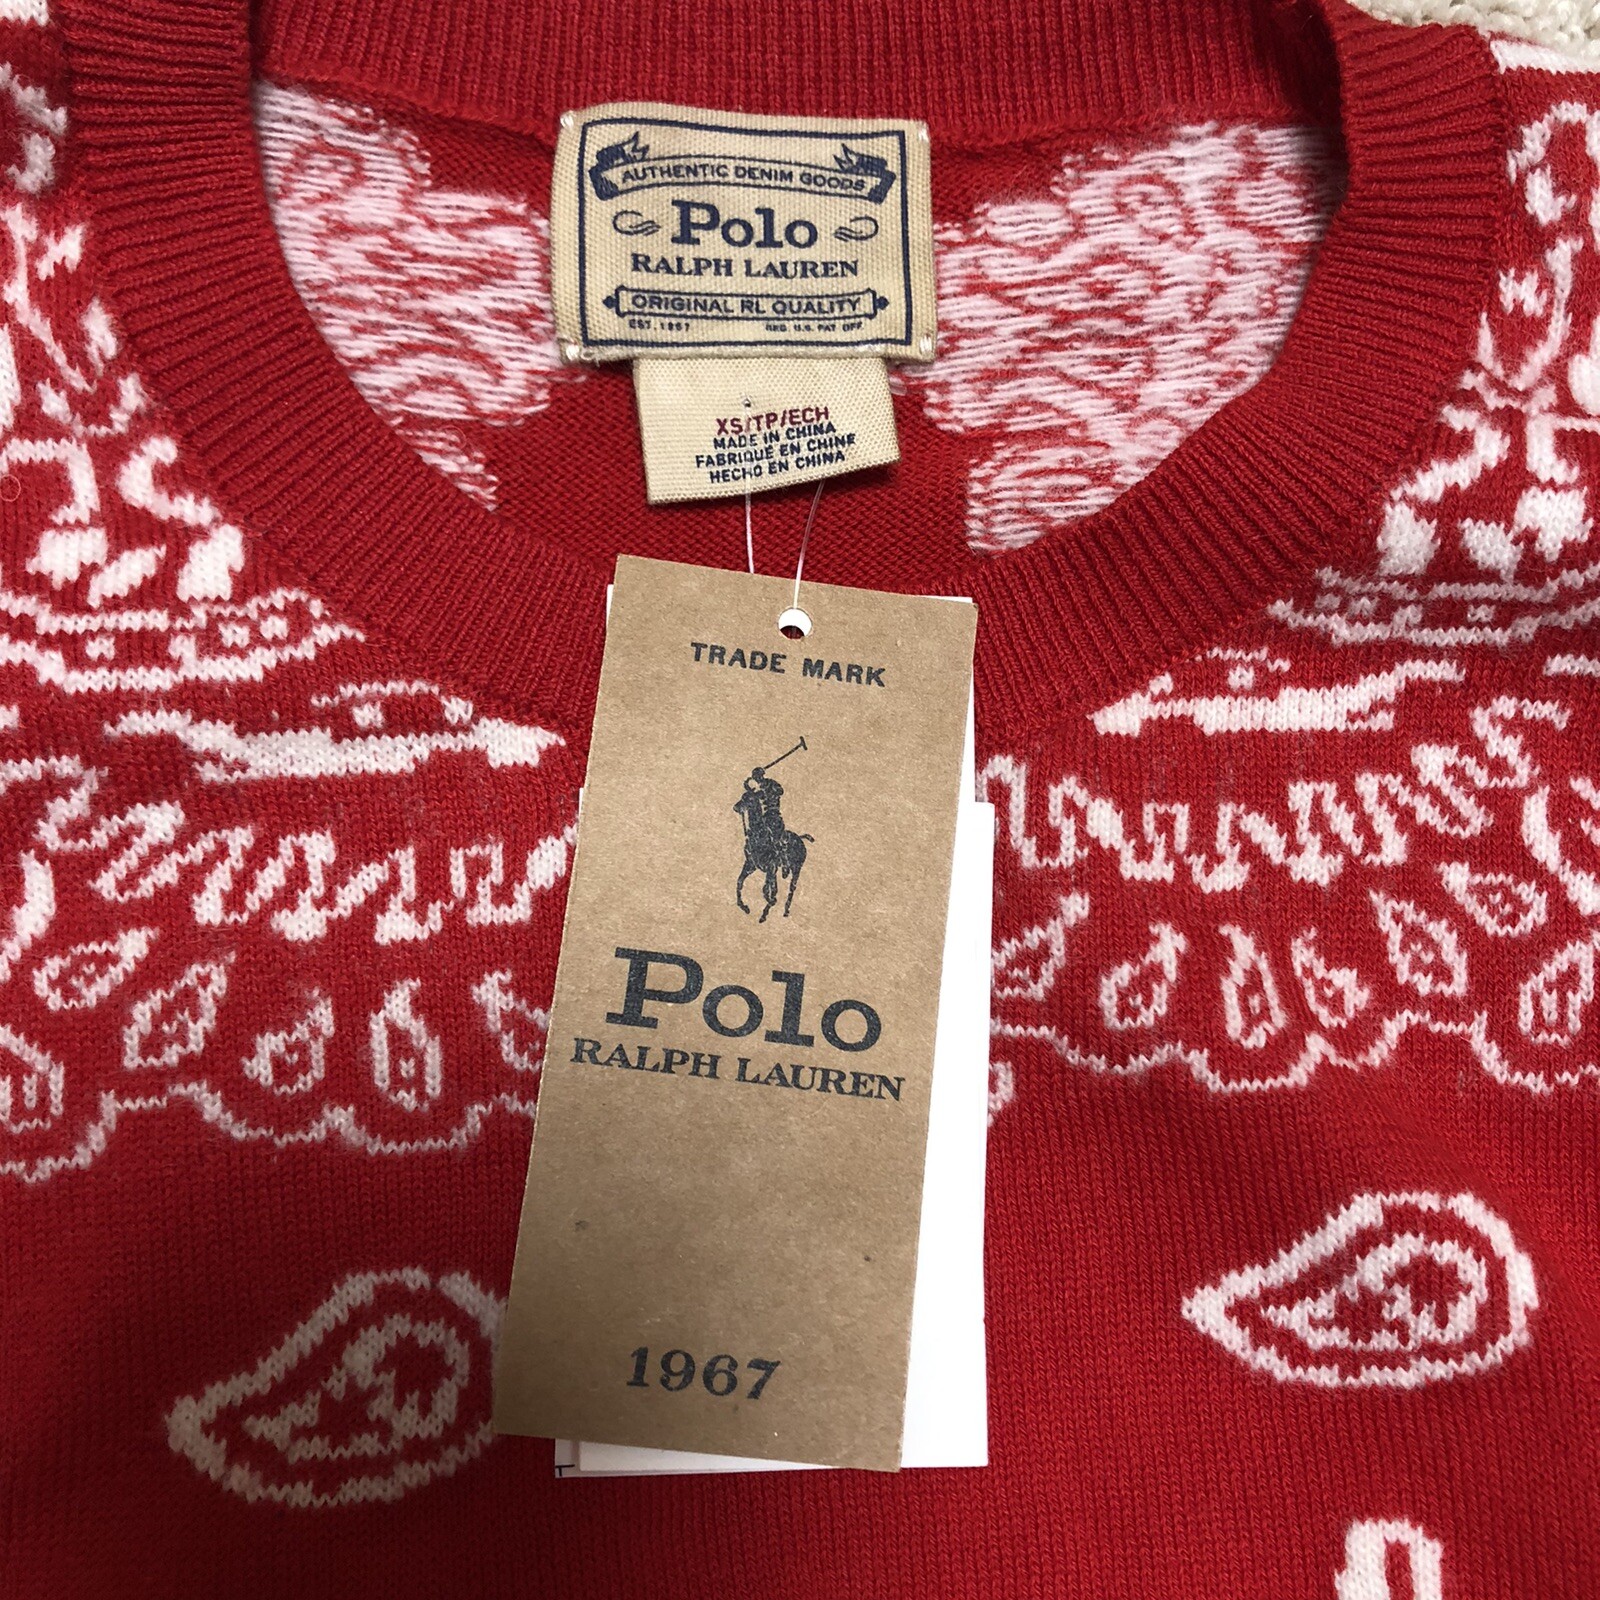 AUTHENTIC DENIM GOODS
Polo
RALPH LAUREN
ORIGINAL RL QUALITY
EST. 1967 REG. U.S. PAT. OFF.
XS/TP/ECH
MADE IN CHINA
FABRIQUÉ EN CHINE
HECHO EN CHINA
TRADE MARK
Polo
RALPH LAUREN
1967